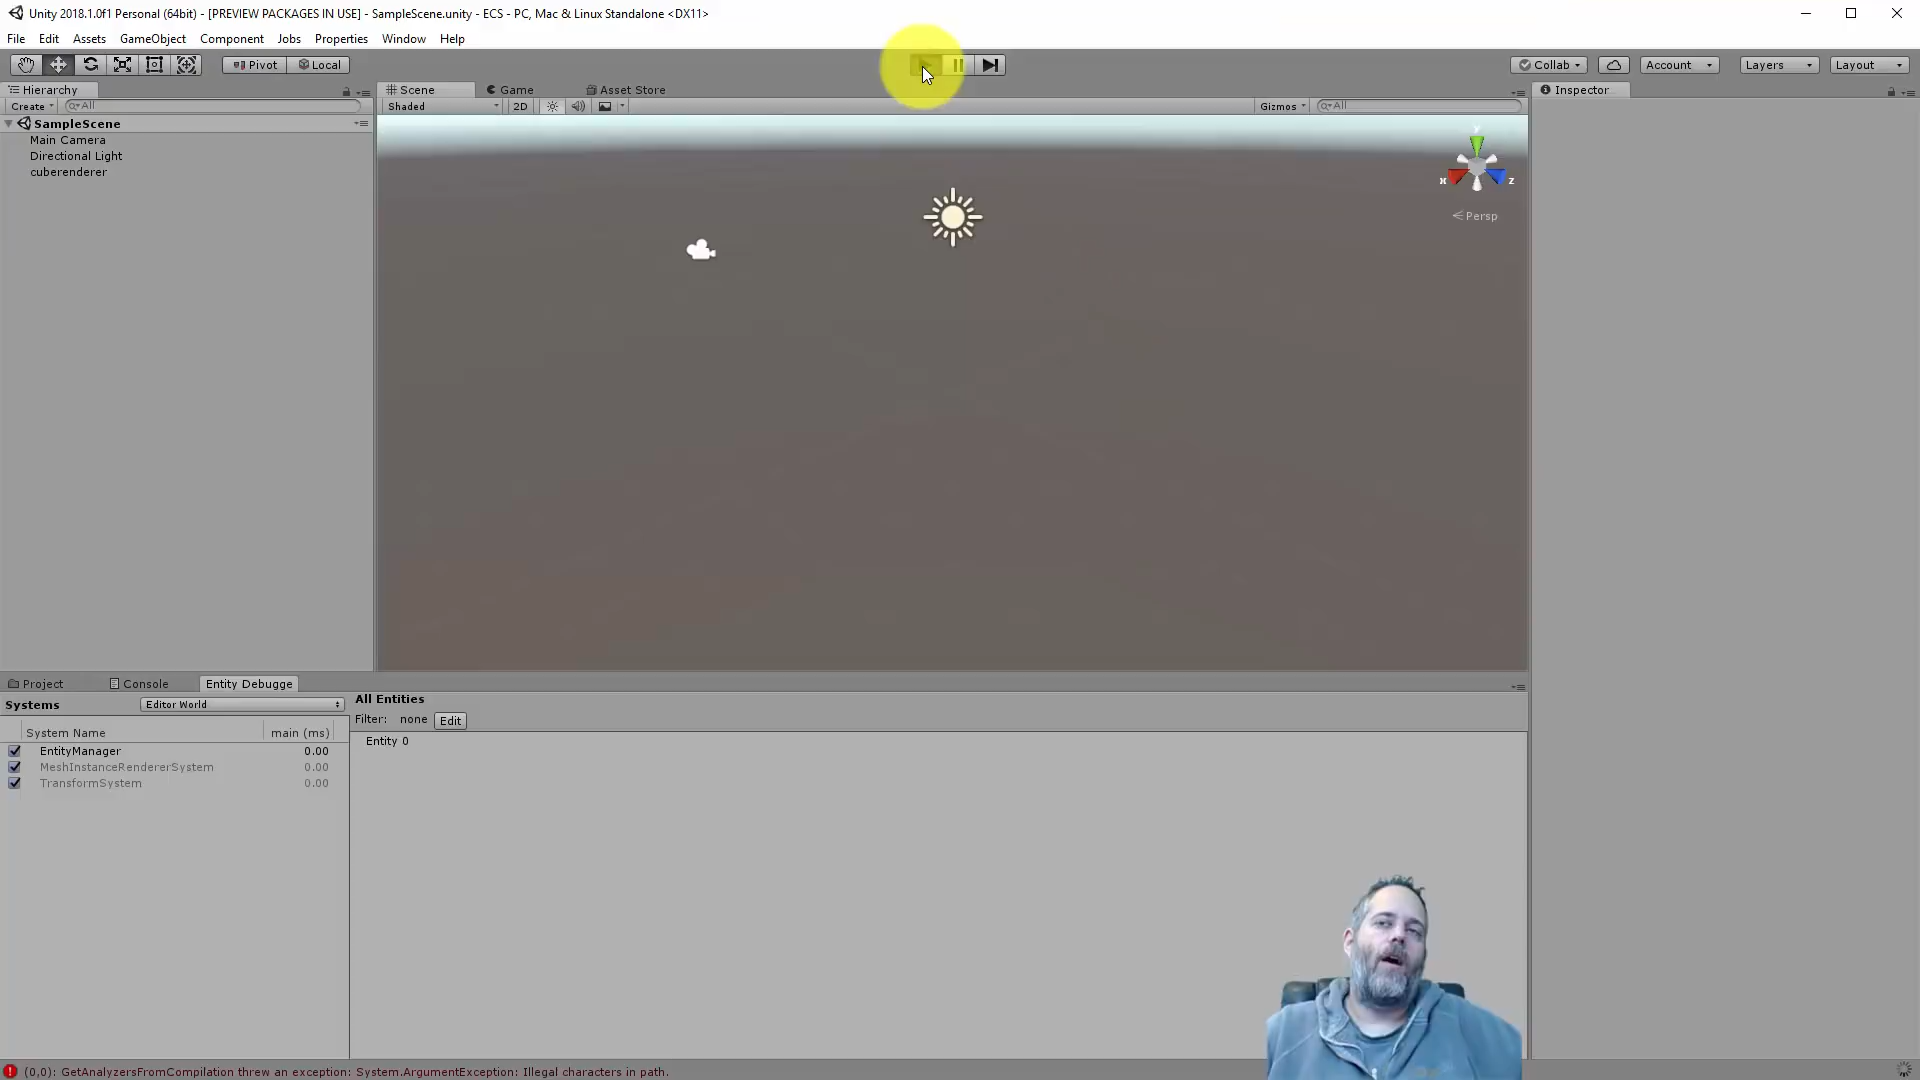 Unity 2018.1.0f1 Personal (64bit) - [PREVIEW PACKAGES IN USE] - SampleScene.unity - ECS - PC, Mac & Linux Standalone <DX11>
File Edit Assets GameObject Component Jobs Properties Window Help
Pivot Local Collab Account Layers Layout
Hierarchy Scene Game Asset Store Inspector
Create All Shaded 2D Gizmos All
SampleScene
Main Camera
Directional Light
cuberenderer
y
x z
Persp
Project Console Entity Debugge
Systems Editor World
All Entities
Filter: none Edit
System Name main (ms)
Entity 0
EntityManager 0.00
MeshInstanceRendererSystem 0.00
TransformSystem 0.00
(0,0): GetAnalyzersFromCompilation threw an exception: System.ArgumentException: Illegal characters in path.